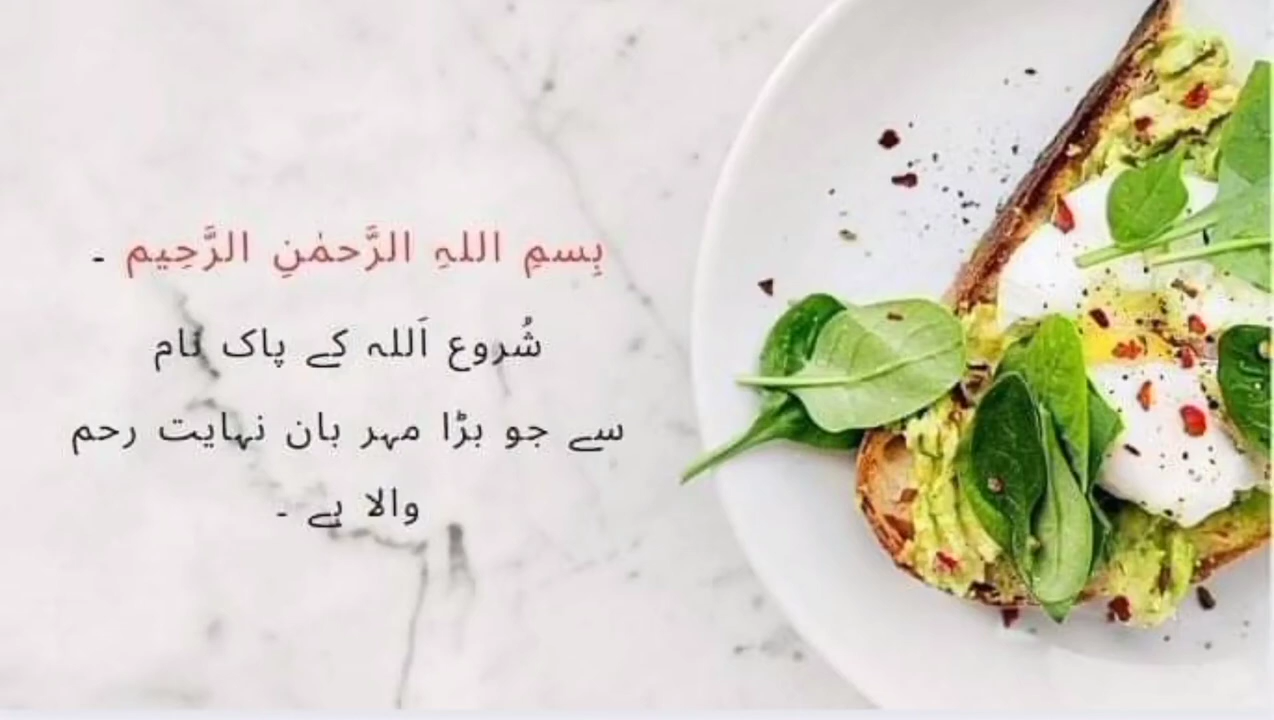 بِسمِ اللہِ الرَّحمٰنِ الرَّحِیم ۔
شُروع اَللہ کے پاک نام
سے جو بڑا مہر بان نہایت رحم
والا ہے ۔